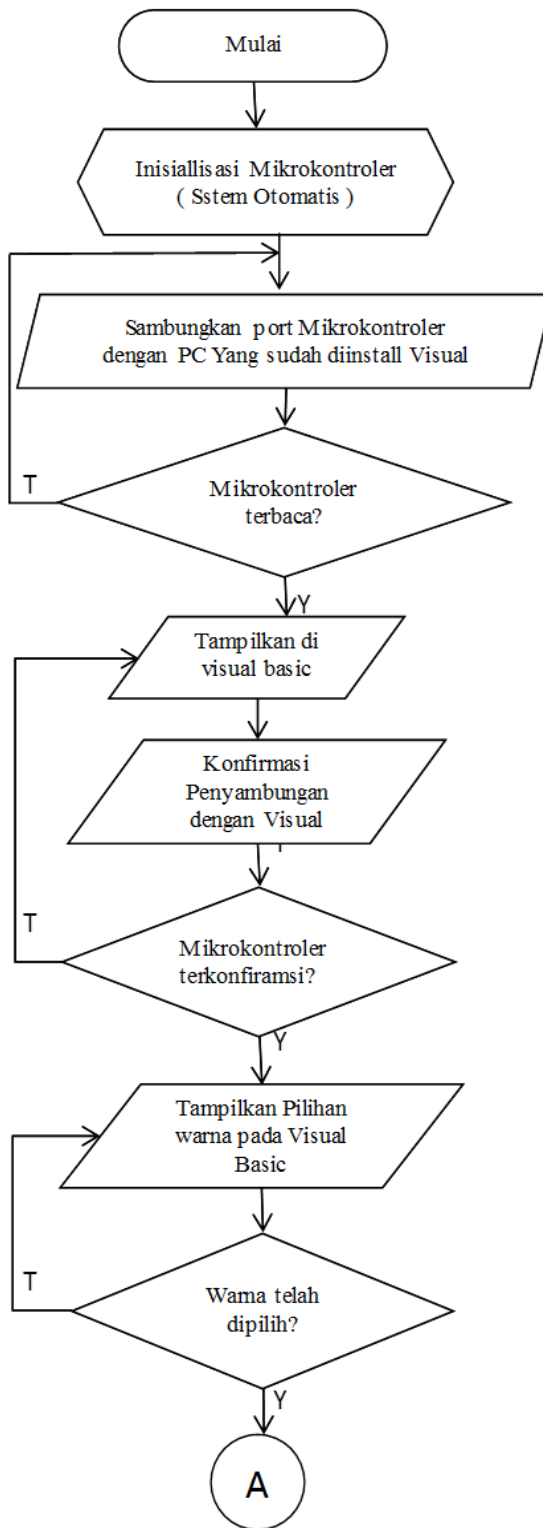 Mulai
Inisiallisasi Mikrokontroler
( Sstem Otomatis )
Sambungkan port Mikrokontroler
dengan PC Yang sudah diinstall Visual
T
Mikrokontroler
terbaca?
Y
Tampilkan di
visual basic
Konfirmasi
Penyambungan
dengan Visual
T
Mikrokontroler
terkonfiramsi?
Y
Tampilkan Pilihan
warna pada Visual
Basic
T
Warna telah
dipilih?
Y
A